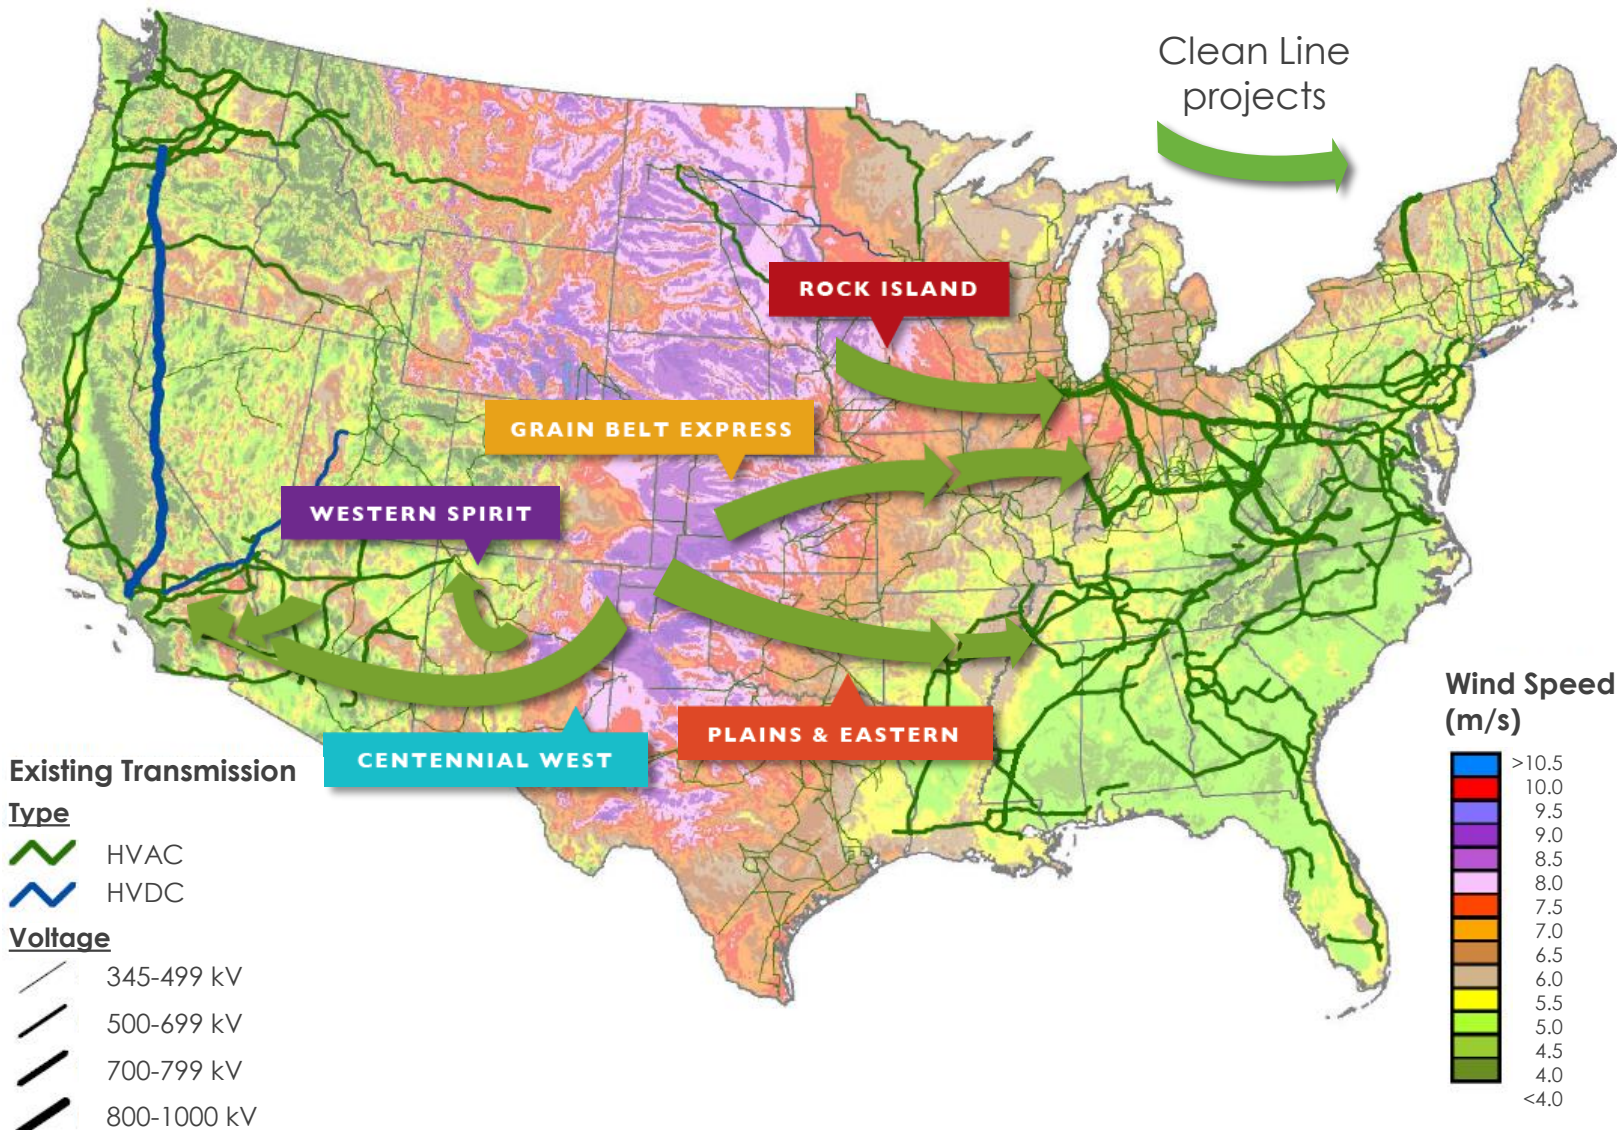 Clean Line
projects
ROCK ISLAND
GRAIN BELT EXPRESS
WESTERN SPIRIT
PLAINS & EASTERN
CENTENNIAL WEST
Existing Transmission
Type
HVAC
HVDC
Voltage
345-499 kV
500-699 kV
700-799 kV
800-1000 kV
Wind Speed
(m/s)
>10.5
10.0
9.5
9.0
8.5
8.0
7.5
7.0
6.5
6.0
5.5
5.0
4.5
4.0
<4.0